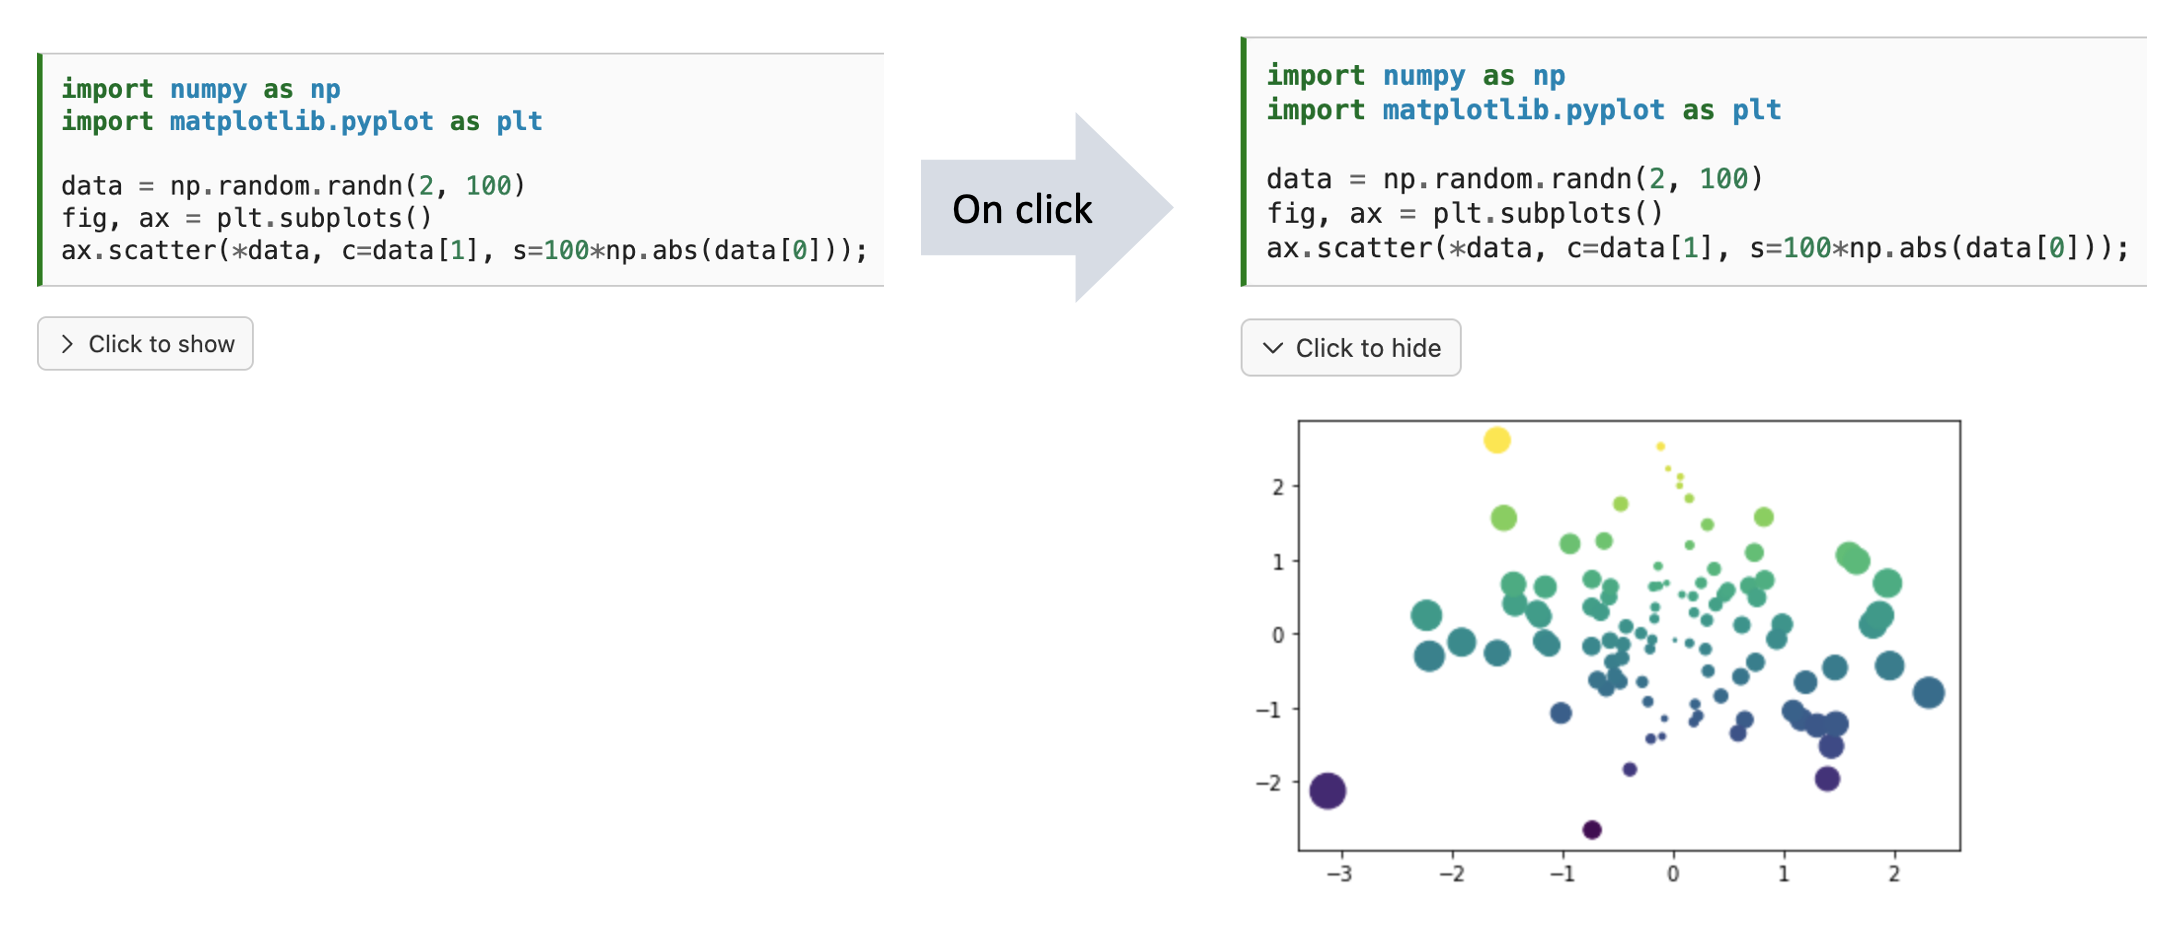 import numpy as np
import matplotlib.pyplot as plt
data = np.random.randn(2, 100)
fig, ax = plt.subplots()
ax.scatter(*data, c=data[1], s=100*np.abs(data[0]));
Click to show
On click
import numpy as np
import matplotlib.pyplot as plt
data = np.random.randn(2, 100)
fig, ax = plt.subplots()
ax.scatter(*data, c=data[1], s=100*np.abs(data[0]));
Click to hide
2
1
0
−1
−2
−3 −2 −1 0 1 2